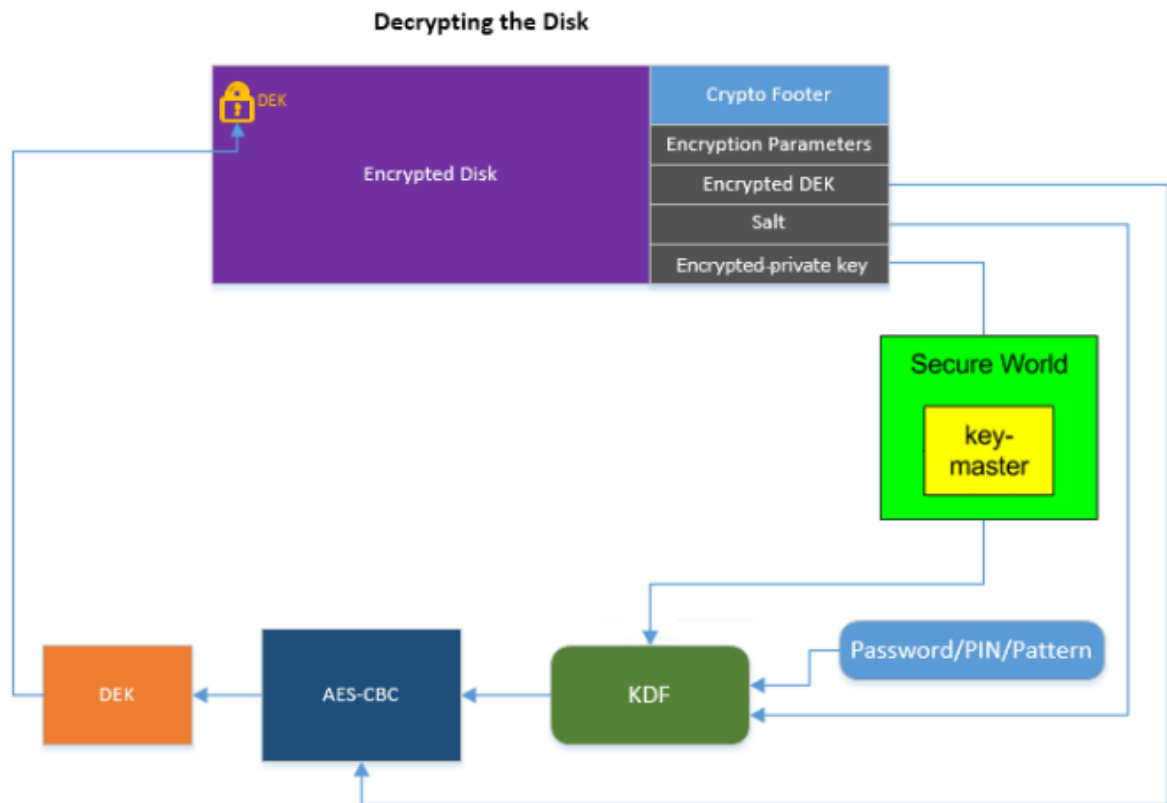 Decrypting the Disk
DEK
Crypto Footer
Encryption Parameters
Encrypted Disk
Encrypted DEK
Salt
Encrypted-private key
Secure World
key-
master
Password/PIN/Pattern
DEK
AES-CBC
KDF